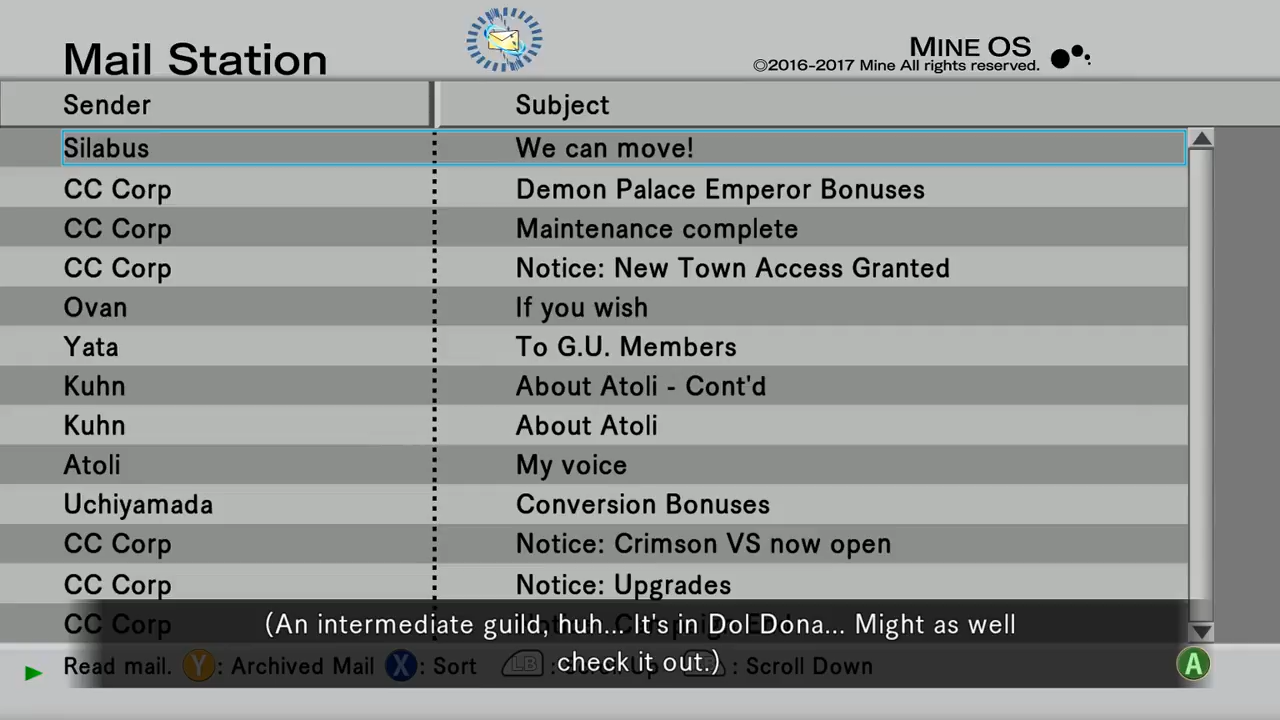 Mail Station
MINE OS
©2016-2017 Mine All rights reserved.
Sender Subject
Silabus We can move!
CC Corp Demon Palace Emperor Bonuses
CC Corp Maintenance complete
CC Corp Notice: New Town Access Granted
Ovan If you wish
Yata To G.U. Members
Kuhn About Atoli - Cont'd
Kuhn About Atoli
Atoli My voice
Uchiyamada Conversion Bonuses
CC Corp Notice: Crimson VS now open
CC Corp Notice: Upgrades
CC Corp
(An intermediate guild, huh... It's in Dol Dona... Might as well
check it out.)
Read mail. Y: Archived Mail X: Sort LB : Scroll Up : Scroll Down
A